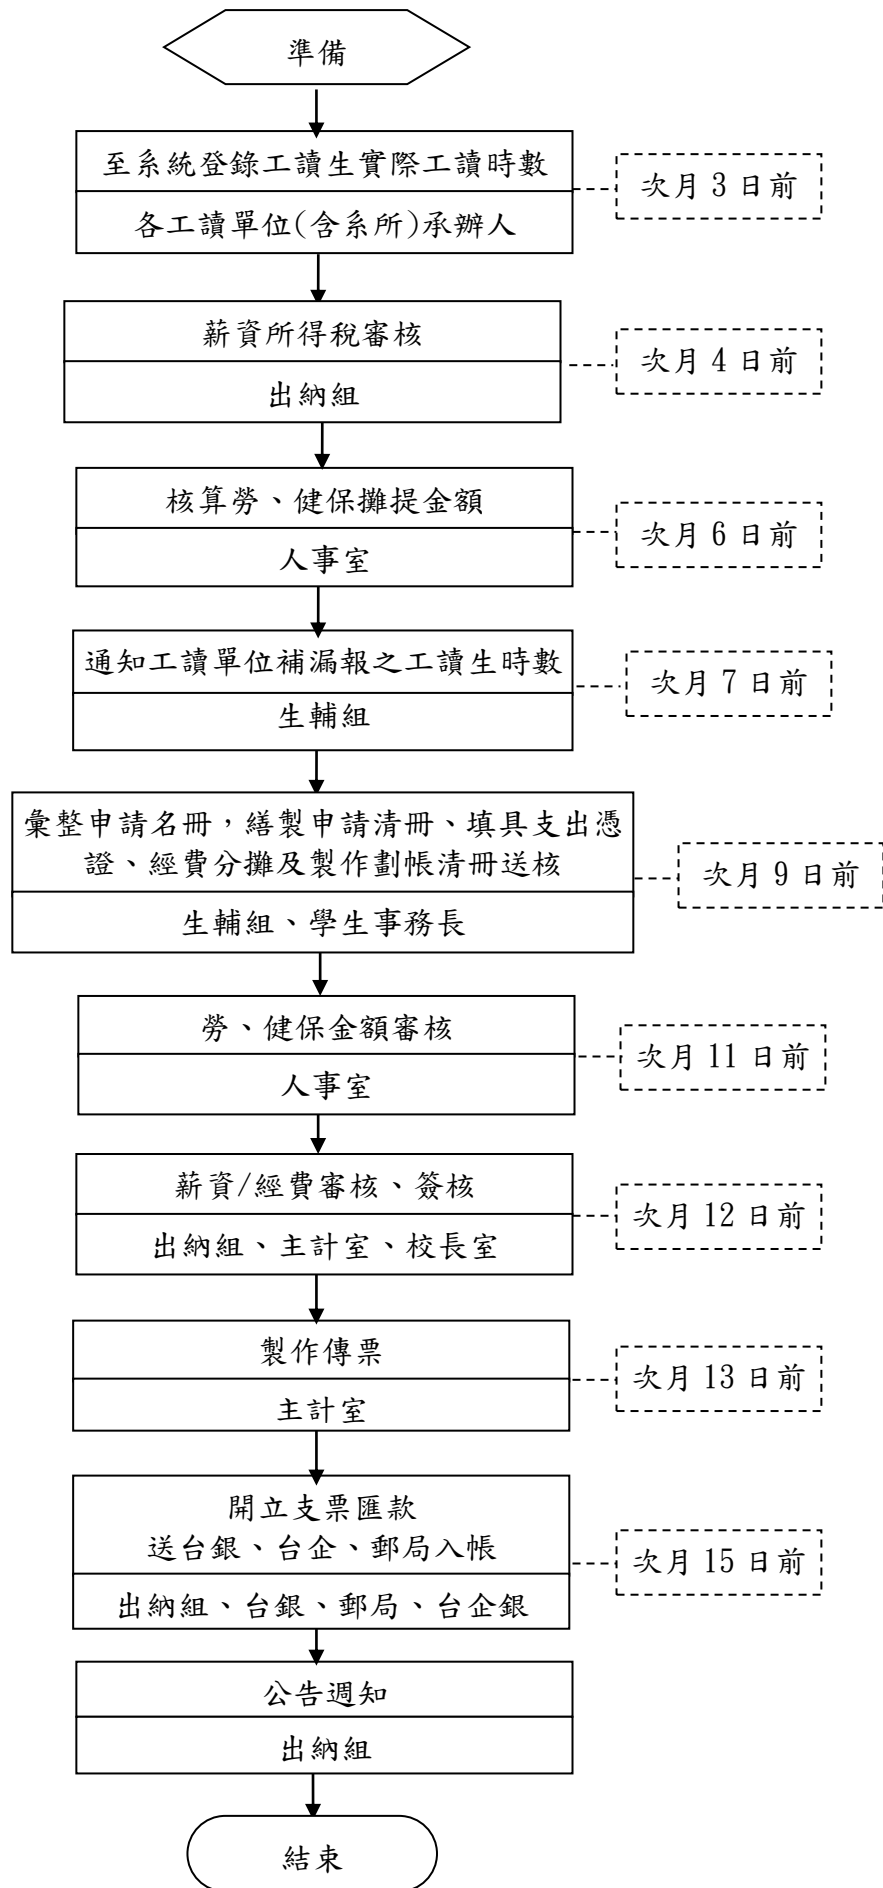 準備
至系統登錄工讀生實際工讀時數
次月 3 日前
各工讀單位(含系所)承辦人
薪資所得稅審核
次月 4 日前
出納組
核算勞、健保攤提金額
次月 6 日前
人事室
通知工讀單位補漏報之工讀生時數
次月 7 日前
生輔組
彙整申請名冊，繕製申請清冊、填具支出憑
證、經費分攤及製作劃帳清冊送核
次月 9 日前
生輔組、學生事務長
勞、健保金額審核
次月 11 日前
人事室
薪資/經費審核、簽核
次月 12 日前
出納組、主計室、校長室
製作傳票
次月 13 日前
主計室
開立支票匯款
送台銀、台企、郵局入帳
次月 15 日前
出納組、台銀、郵局、台企銀
公告週知
出納組
結束